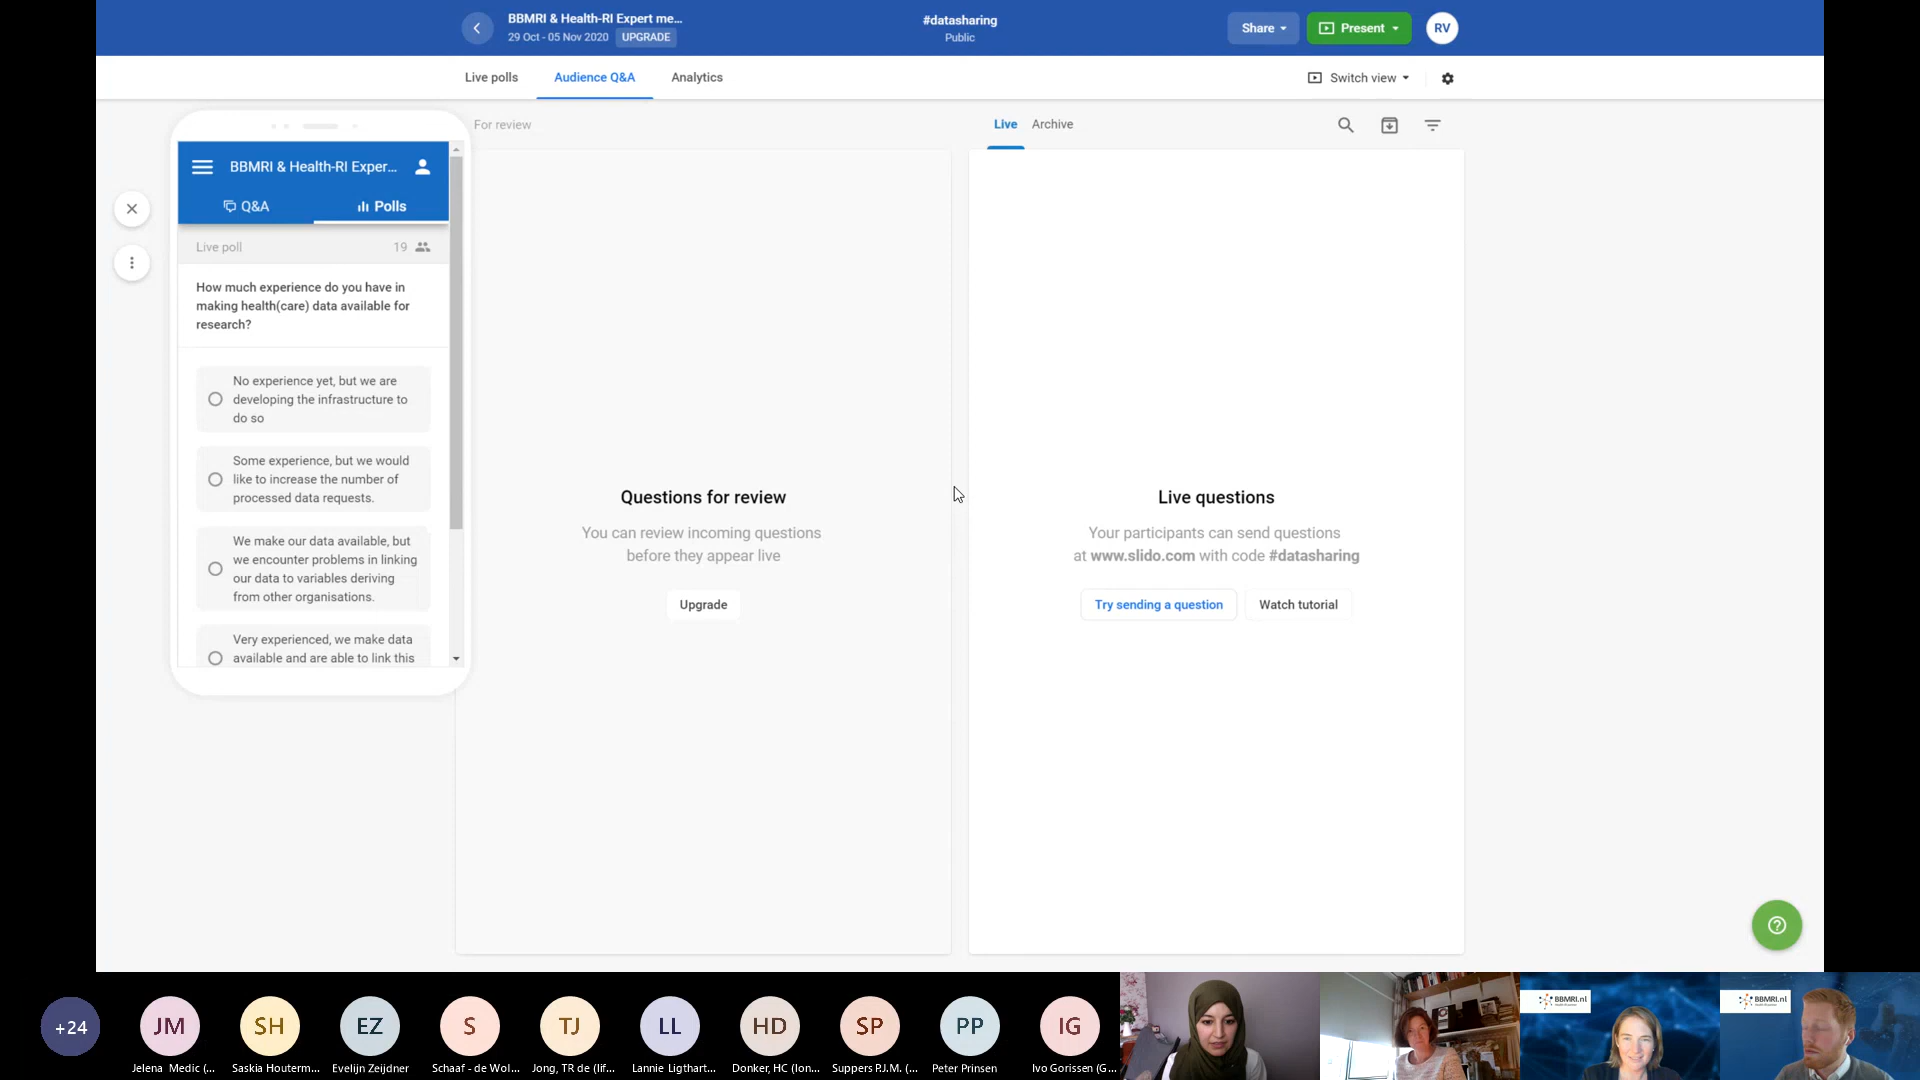 BBMRI & Health-RI Expert me...
29 Oct - 05 Nov 2020 UPGRADE
#datasharing
Public
Share
Present
RV
Live polls
Audience Q&A
Analytics
Switch view
For review
Live
Archive
BBMRI & Health-RI Exper...
Q&A
Polls
Live poll
19
How much experience do you have in
making health(care) data available for
research?
No experience yet, but we are
developing the infrastructure to
do so
Some experience, but we would
like to increase the number of
processed data requests.
We make our data available, but
we encounter problems in linking
our data to variables deriving
from other organisations.
Very experienced, we make data
available and are able to link this
Questions for review
You can review incoming questions
before they appear live
Upgrade
Live questions
Your participants can send questions
at www.slido.com with code #datasharing
Try sending a question
Watch tutorial
+24
JM
SH
EZ
S
TJ
LL
HD
SP
PP
IG
Jelena Medic (...
Saskia Houterm...
Evelijn Zeijdner
Schaaf - de Wol...
Jong, TR de (lif...
Lannie Ligthart...
Donker, HC (lon...
Suppers P.J.M. (...
Peter Prinsen
Ivo Gorissen (G...
BBMRI.nl
BBMRI.nl